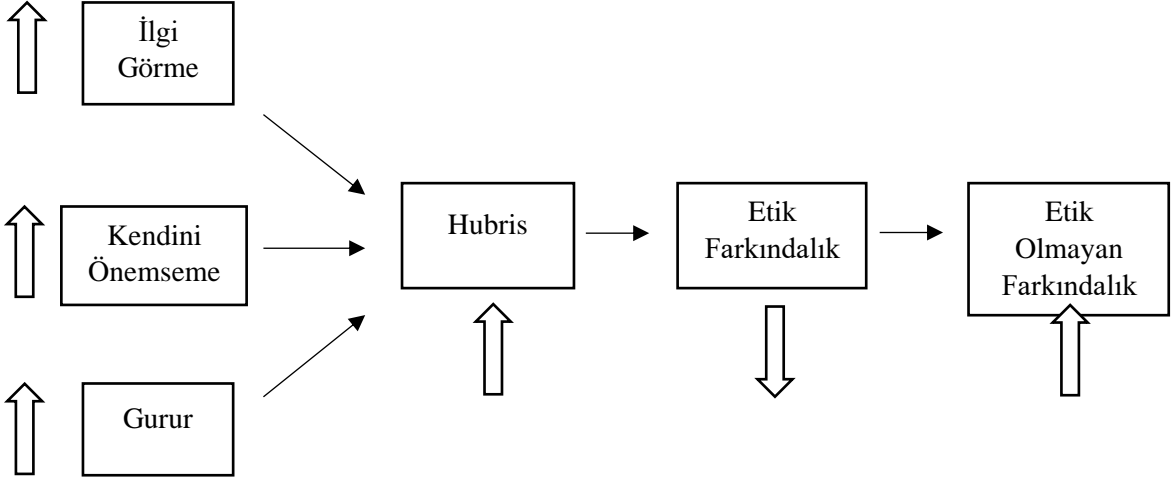 İlgi
Görme
Kendini
Önemseme
Gurur
Hubris
Etik
Farkındalık
Etik
Olmayan
Farkındalık